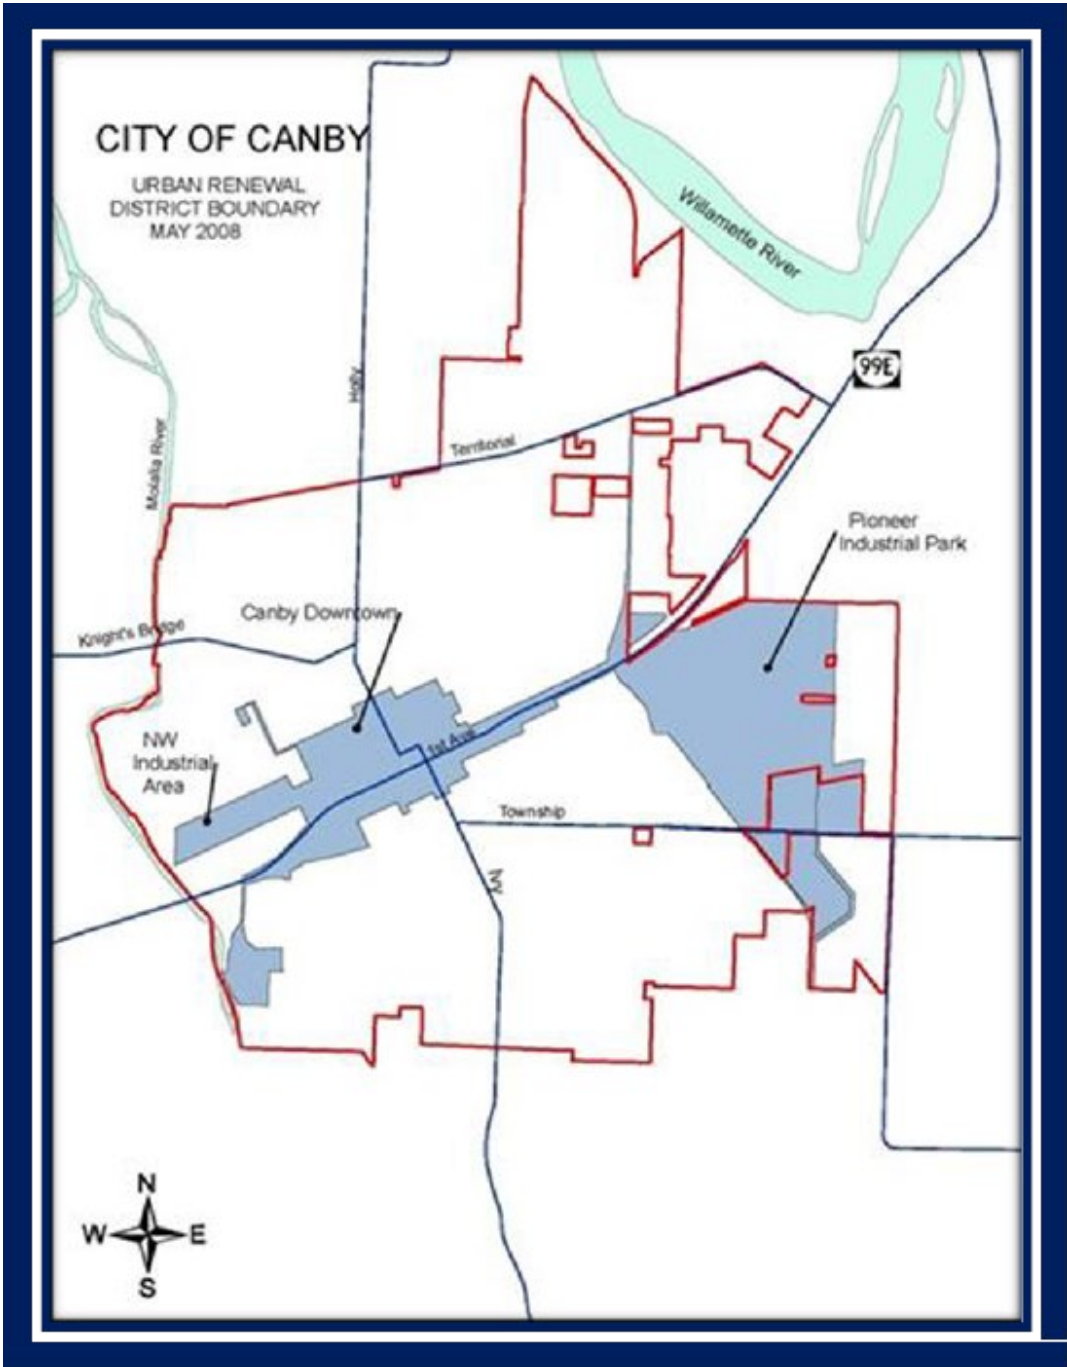 CITY OF CANBY
URBAN RENEWAL
DISTRICT BOUNDARY
MAY 2008
Willamette River
99E
Holly
Territorial
Molalla River
Pioneer
Industrial Park
Canby Downtown
Knight's Bridge
NW
Industrial
Area
1st Ave
Township
IVY
N
W
E
S